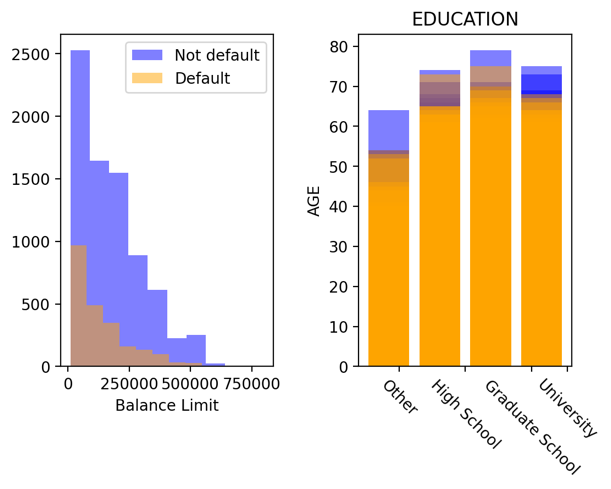 2500
2000
1500
1000
500
0
Not default
Default
0 250000 500000 750000
Balance Limit
EDUCATION
80
70
60
50
40
30
20
10
0
AGE
Other
High School
Graduate School
University